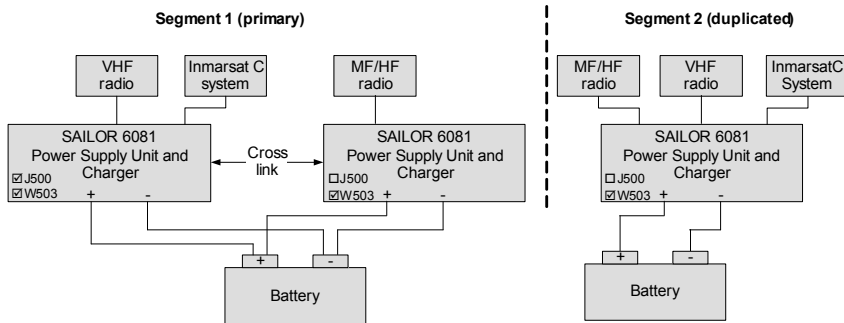 Segment 1 (primary)
Segment 2 (duplicated)
VHF
radio
Inmarsat C
system
MF/HF
radio
MF/HF
radio
VHF
radio
InmarsatC
System
SAILOR 6081
Power Supply Unit and
Charger
☑J500
☑W503
+
-
Cross
link
SAILOR 6081
Power Supply Unit and
Charger
☐J500
☑W503
+
-
SAILOR 6081
Power Supply Unit and
Charger
☐J500
☑W503
+
-
+
-
Battery
+
-
Battery